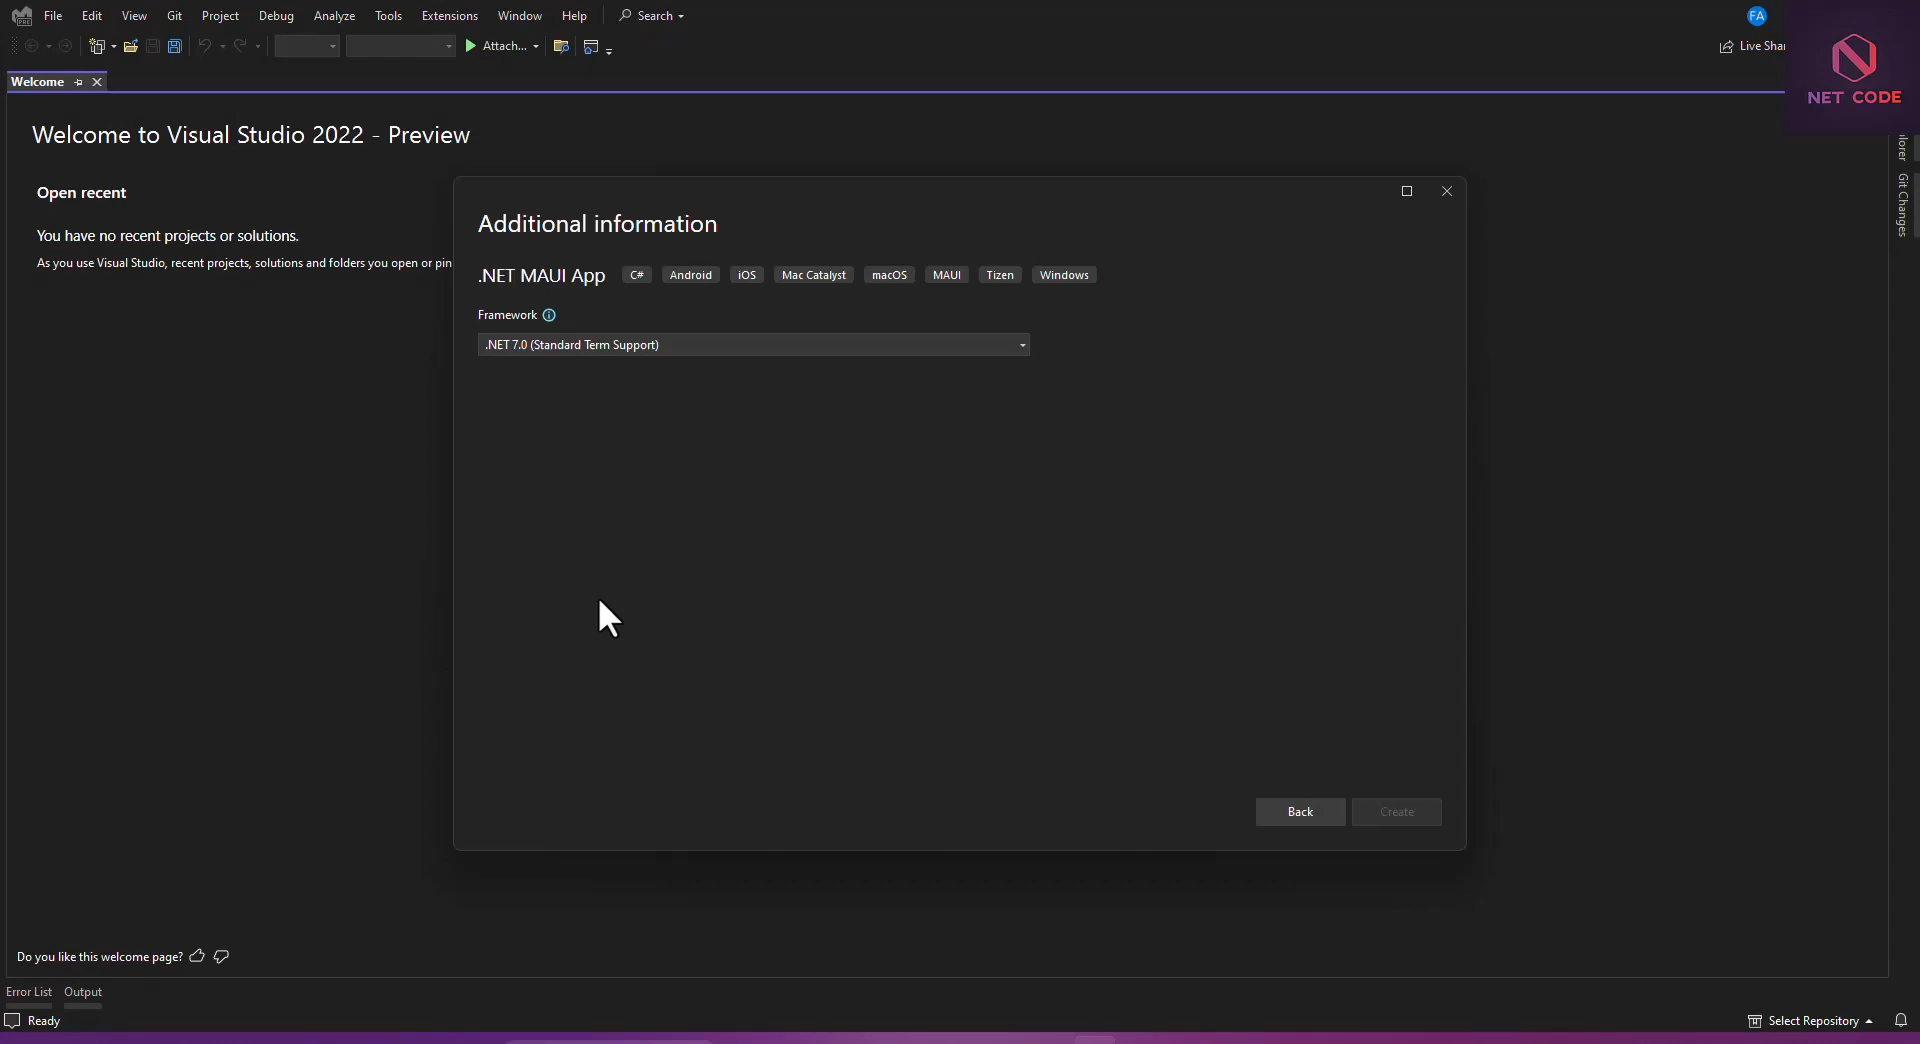 File Edit View Git Project Debug Analyze Tools Extensions Window Help Search
FA
Attach...
Live Shar
NET CODE
Welcome
Welcome to Visual Studio 2022 - Preview
Open recent
You have no recent projects or solutions.
As you use Visual Studio, recent projects, solutions and folders you open or pin
Additional information
.NET MAUI App C# Android iOS Mac Catalyst macOS MAUI Tizen Windows
Framework
.NET 7.0 (Standard Term Support)
Back Create
Git Changes
Do you like this welcome page?
Error List Output
Ready
Select Repository